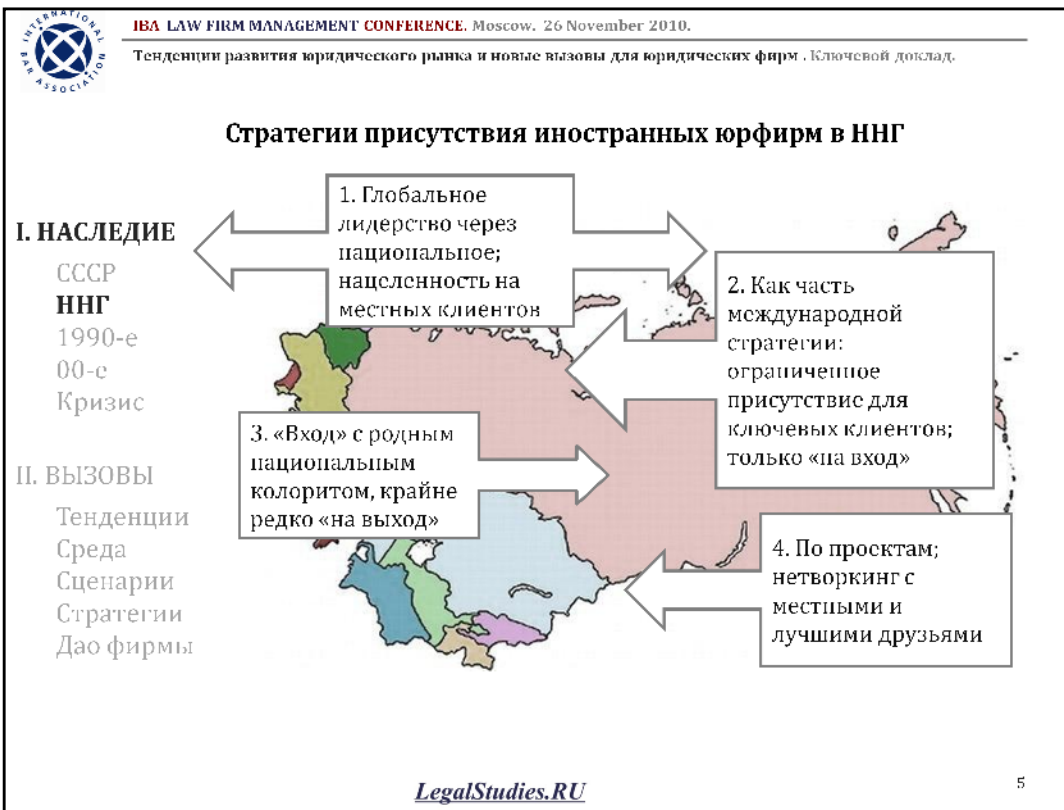 INTERNATIONAL BAR ASSOCIATION
IBA LAW FIRM MANAGEMENT CONFERENCE. Moscow. 26 November 2010.
Тенденции развития юридического рынка и новые вызовы для юридических фирм . Ключевой доклад.
Стратегии присутствия иностранных юрфирм в ННГ
I. НАСЛЕДИЕ
СССР
ННГ
1990-е
00-е
Кризис
II. ВЫЗОВЫ
Тенденции
Среда
Сценарии
Стратегии
Дао фирмы
1. Глобальное
лидерство через
национальное;
нацеленность на
местных клиентов
2. Как часть
международной
стратегии:
ограниченное
присутствие для
ключевых клиентов;
только «на вход»
3. «Вход» с родным
национальным
колоритом, крайне
редко «на выход»
4. По проектам;
нетворкинг с
местными и
лучшими друзьями
LegalStudies.RU
5